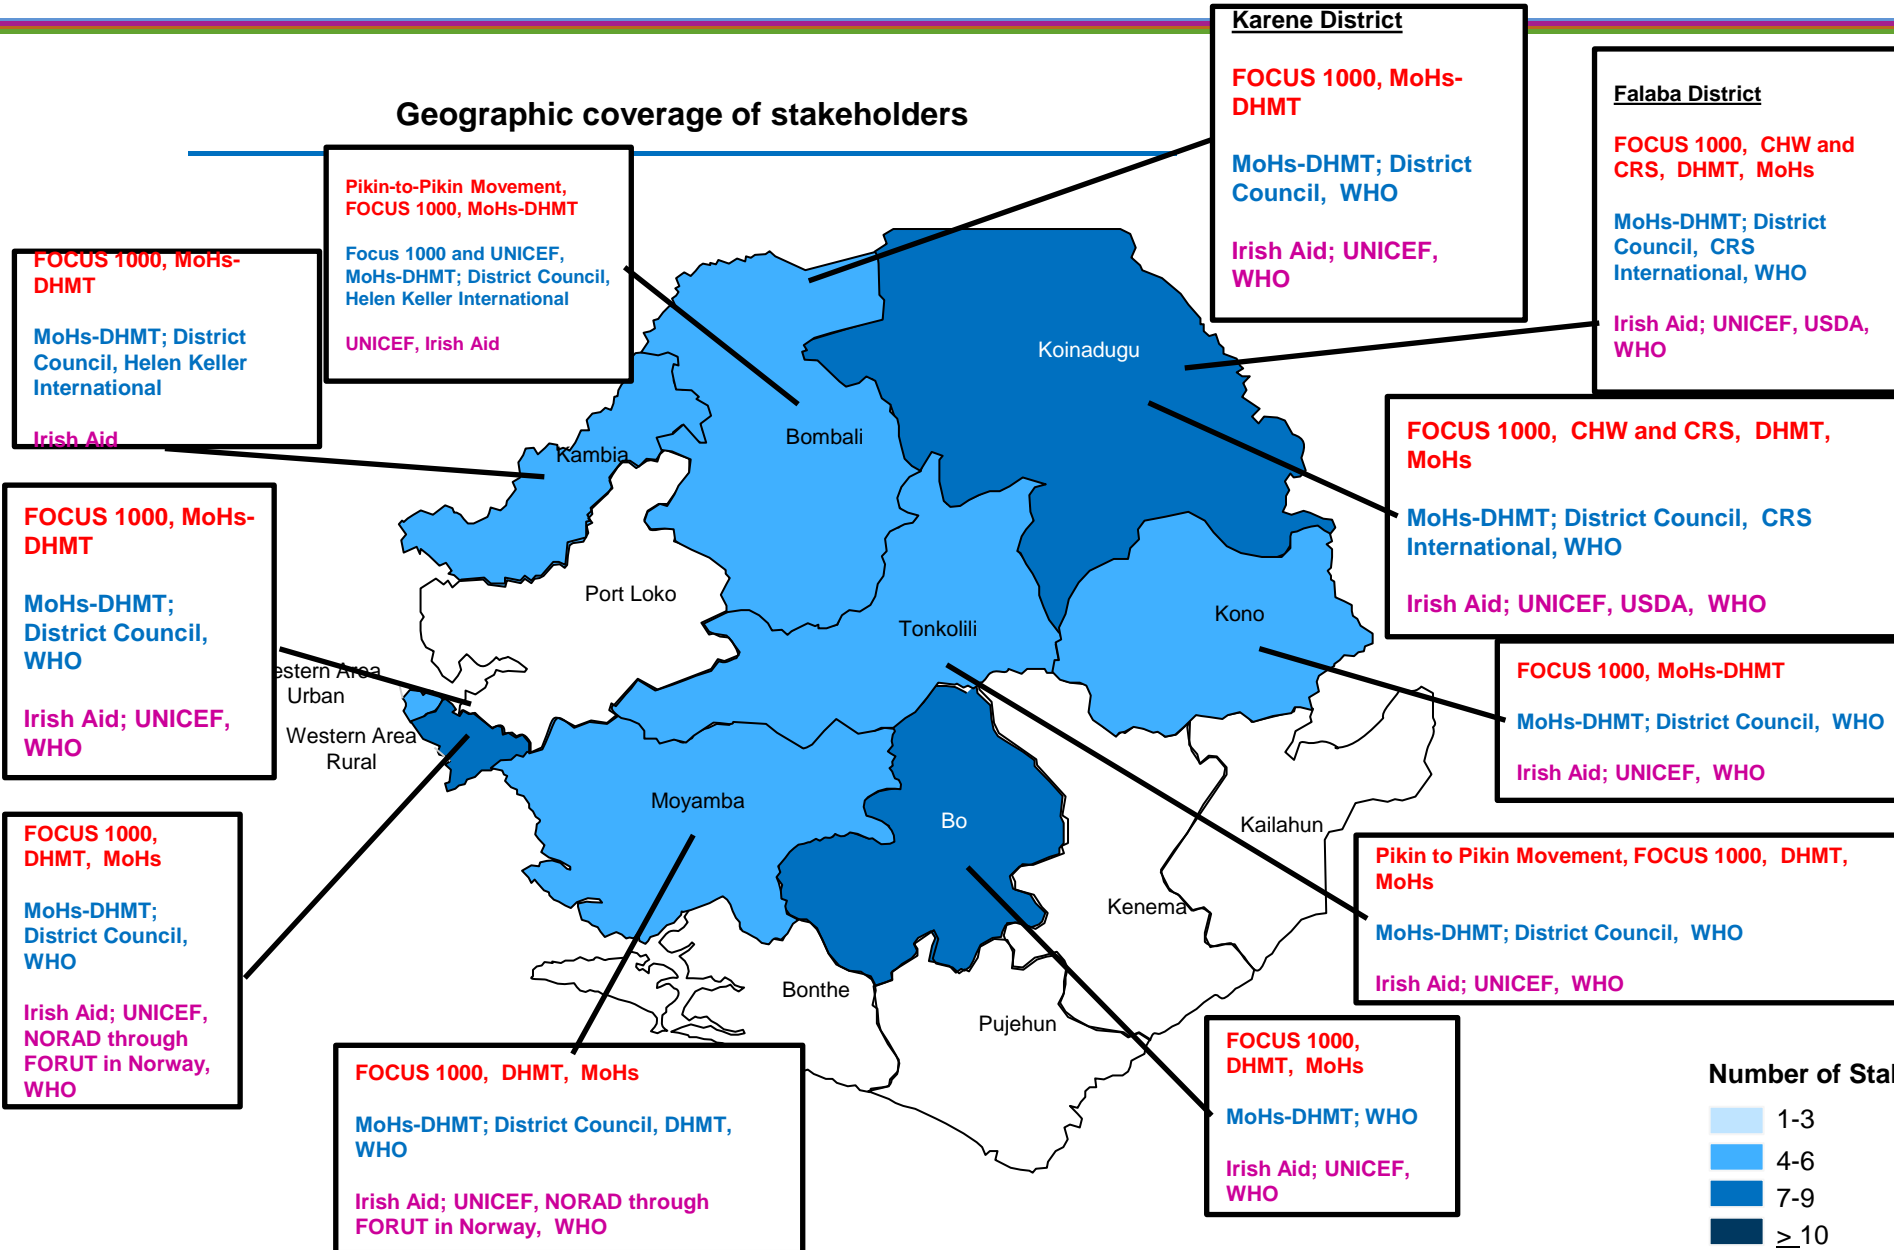 Geographic coverage of stakeholders
Karene District
FOCUS 1000, MoHs-
DHMT
MoHs-DHMT; District
Council, WHO
Irish Aid; UNICEF,
WHO
Falaba District
FOCUS 1000, CHW and
CRS, DHMT, MoHs
MoHs-DHMT; District
Council, CRS
International, WHO
Irish Aid; UNICEF, USDA,
WHO
Pikin-to-Pikin Movement,
FOCUS 1000, MoHs-DHMT
Focus 1000 and UNICEF,
MoHs-DHMT; District Council,
Helen Keller International
UNICEF, Irish Aid
FOCUS 1000, MoHs-
DHMT
MoHs-DHMT; District
Council, Helen Keller
International
Irish Aid
FOCUS 1000, CHW and CRS, DHMT,
MoHs
MoHs-DHMT; District Council, CRS
International, WHO
Irish Aid; UNICEF, USDA, WHO
FOCUS 1000, MoHs-
DHMT
MoHs-DHMT;
District Council,
WHO
Irish Aid; UNICEF,
WHO
FOCUS 1000, MoHs-DHMT
MoHs-DHMT; District Council, WHO
Irish Aid; UNICEF, WHO
FOCUS 1000,
DHMT, MoHs
MoHs-DHMT;
District Council,
WHO
Irish Aid; UNICEF,
NORAD through
FORUT in Norway,
WHO
Pikin to Pikin Movement, FOCUS 1000, DHMT,
MoHs
MoHs-DHMT; District Council, WHO
Irish Aid; UNICEF, WHO
FOCUS 1000, DHMT, MoHs
MoHs-DHMT; District Council, DHMT,
WHO
Irish Aid; UNICEF, NORAD through
FORUT in Norway, WHO
FOCUS 1000,
DHMT, MoHs
MoHs-DHMT; WHO
Irish Aid; UNICEF,
WHO
Koinadugu
Bombali
Kambia
Port Loko
Tonkolili
Kono
estern Area
Urban
Western Area
Rural
Moyamba
Bo
Kailahun
Kenema
Bonthe
Pujehun
Number of Stal
1-3
4-6
7-9
> 10